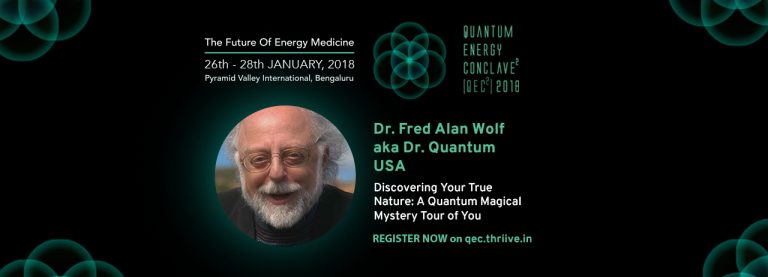 The Future Of Energy Medicine
26th - 28th JANUARY, 2018
Pyramid Valley International, Bengaluru
QUANTUM
ENERGY
CONCLAVE²
[QEC²] 2018
Dr. Fred Alan Wolf
aka Dr. Quantum
USA
Discovering Your True
Nature: A Quantum Magical
Mystery Tour of You
REGISTER NOW on qec.thriive.in